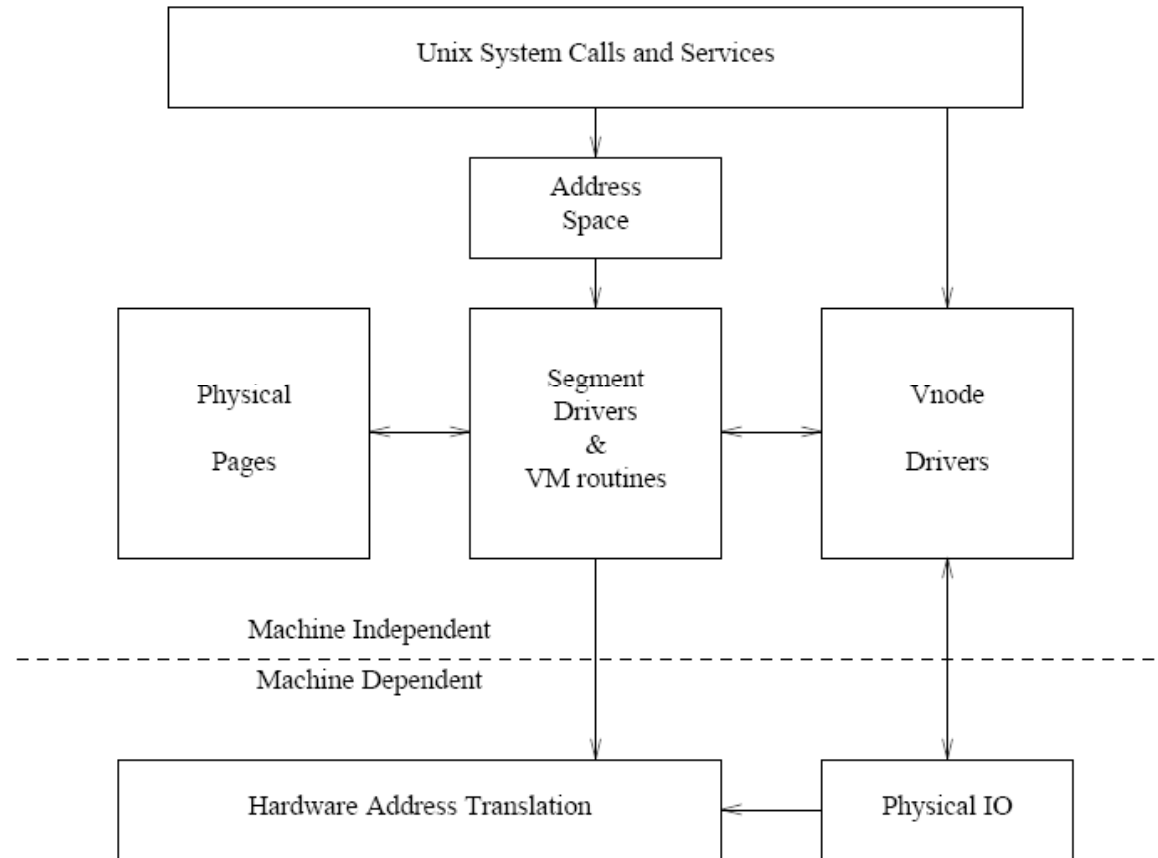 Unix System Calls and Services
Address
Space
Physical
Pages
Segment
Drivers
&
VM routines
Vnode
Drivers
Machine Independent
Machine Dependent
Hardware Address Translation
Physical IO